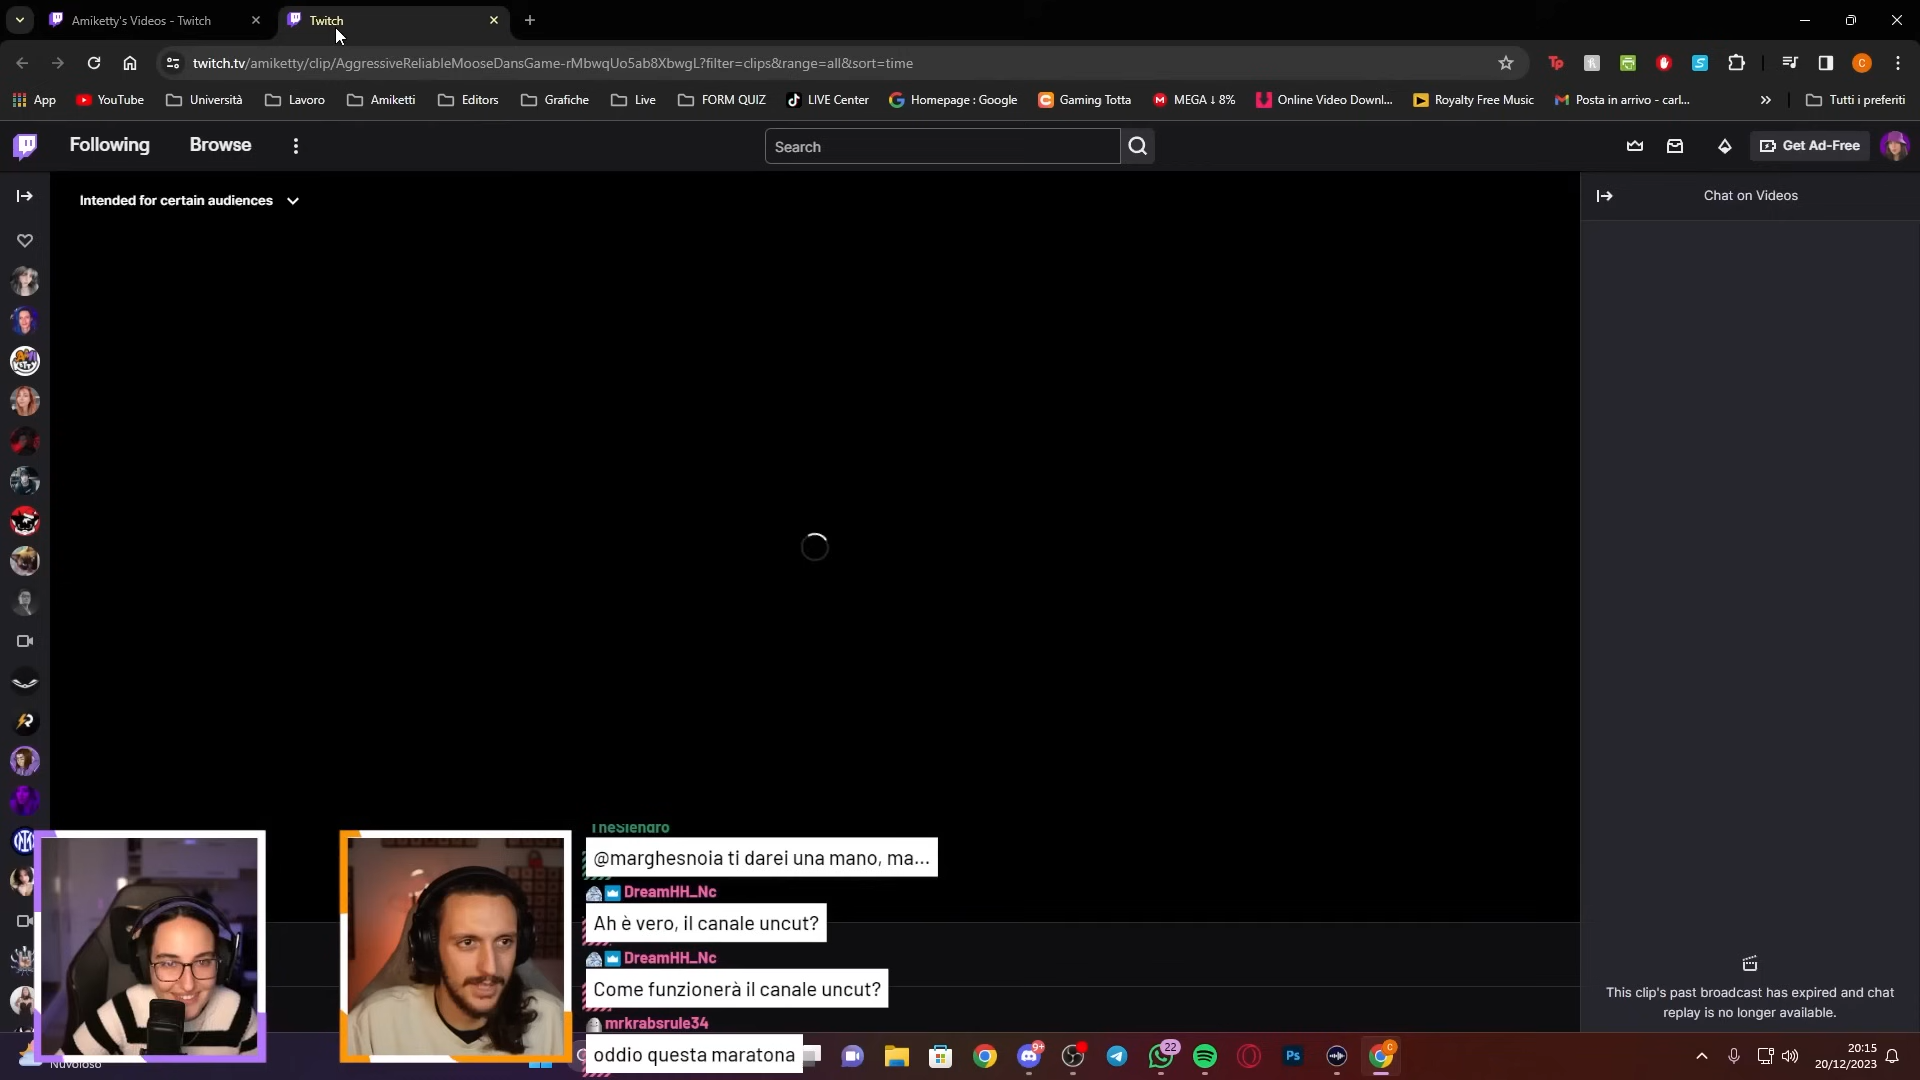 Amiketty's Videos - Twitch
Twitch
twitch.tv/amiketty/clip/AggressiveReliableMooseDansGame-rMbwqUo5ab8XbwgL?filter=clips&range=all&sort=time
App
YouTube
Università
Lavoro
Amiketti
Editors
Grafiche
Live
FORM QUIZ
LIVE Center
Homepage : Google
Gaming Totta
MEGA ↓ 8%
Online Video Downl...
Royalty Free Music
Posta in arrivo - carl...
Tutti i preferiti
Following
Browse
Search
Get Ad-Free
Intended for certain audiences
Chat on Videos
TheSlendro
@marghesnoia ti darei una mano, ma...
DreamHH_Nc
Ah è vero, il canale uncut?
DreamHH_Nc
Come funzionerà il canale uncut?
mrkrabsrule34
oddio questa maratona
This clip's past broadcast has expired and chat
replay is no longer available.
Nuvoloso
9+
22
Ps
20:15
20/12/2023